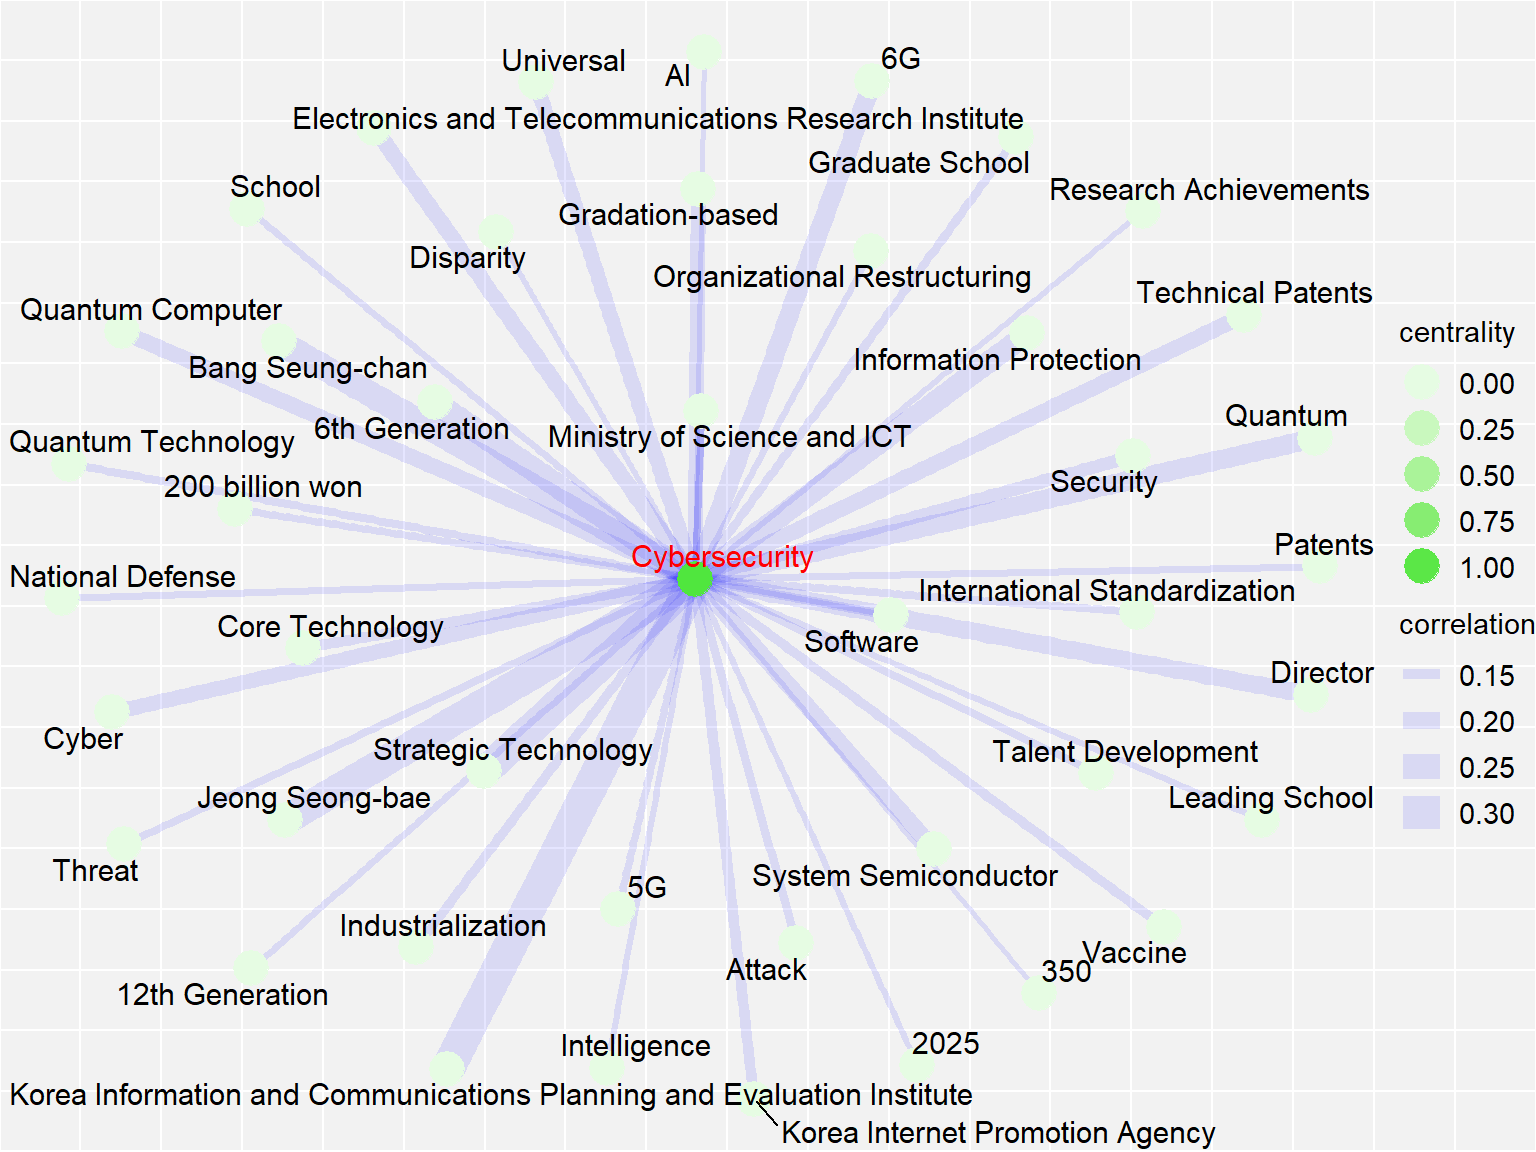 6G
Universal
AI
Electronics and Telecommunications Research Institute
Graduate School
School
Research Achievements
Gradation-based
Disparity
Organizational Restructuring
Technical Patents
Quantum Computer
centrality
Information Protection
Bang Seung-chan
0.00
Quantum
6th Generation
0.25
Ministry of Science and ICT
Quantum Technology
0.50
Security
200 billion won
0.75
Patents
Cybersecurity
1.00
National Defense
International Standardization
Core Technology
correlation
Software
Director
0.15
0.20
Cyber
Strategic Technology
Talent Development
0.25
Jeong Seong-bae
Leading School
0.30
Threat
System Semiconductor
5G
Industrialization
Vaccine
Attack
350
12th Generation
2025
Intelligence
Korea Information and Communications Planning and Evaluation Institute
Korea Internet Promotion Agency